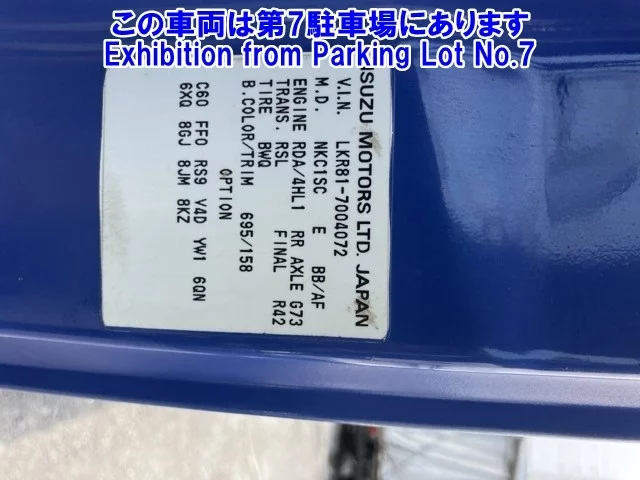 この車両は第7駐車場にあります
Exhibition from Parking Lot No.7
ISUZU MOTORS LTD. JAPAN
V.I.N. LKR81-7004072
M.D. NKC1SC E BB/AF
ENGINE RDA/4HL1 RR AXLE G73
TRANS. RSL FINAL R42
TIRE BWQ
B.COLOR/TRIM 695/158
OPTION
C60 FF0 RS9 V4D YW1 6QN
6XQ 8GJ 8JM 8KZ